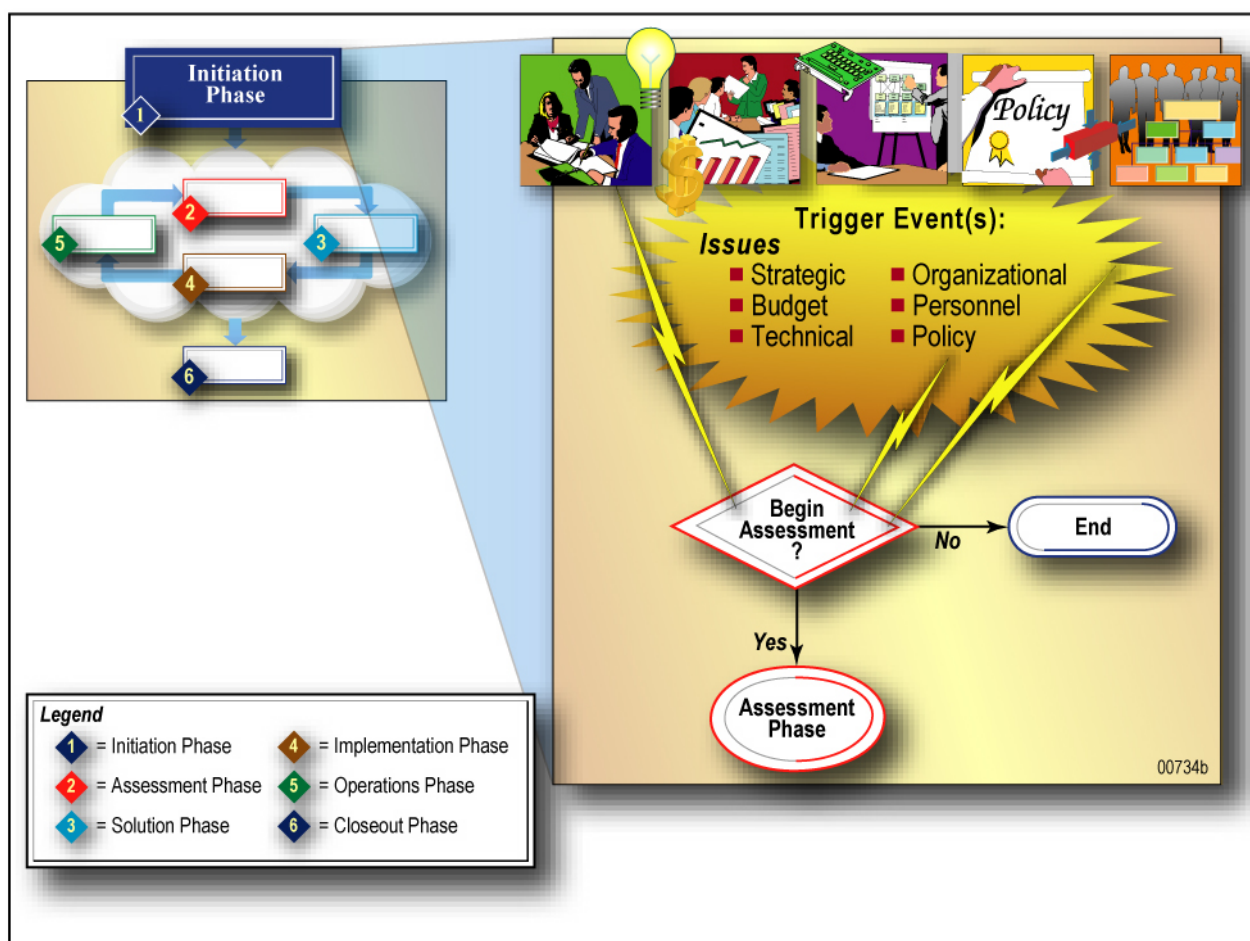 Initiation
Phase
1
2
3
5
4
6
$
Policy
Trigger Event(s):
Issues
■ Strategic ■ Organizational
■ Budget ■ Personnel
■ Technical ■ Policy
Begin
Assessment
?
No
End
Yes
Assessment
Phase
00734b
Legend
1 = Initiation Phase 4 = Implementation Phase
2 = Assessment Phase 5 = Operations Phase
3 = Solution Phase 6 = Closeout Phase